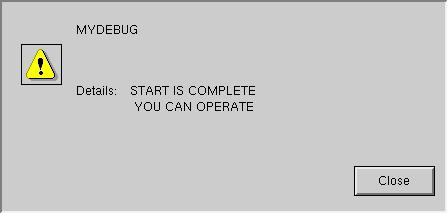 MYDEBUG
Details: START IS COMPLETE
YOU CAN OPERATE
Close